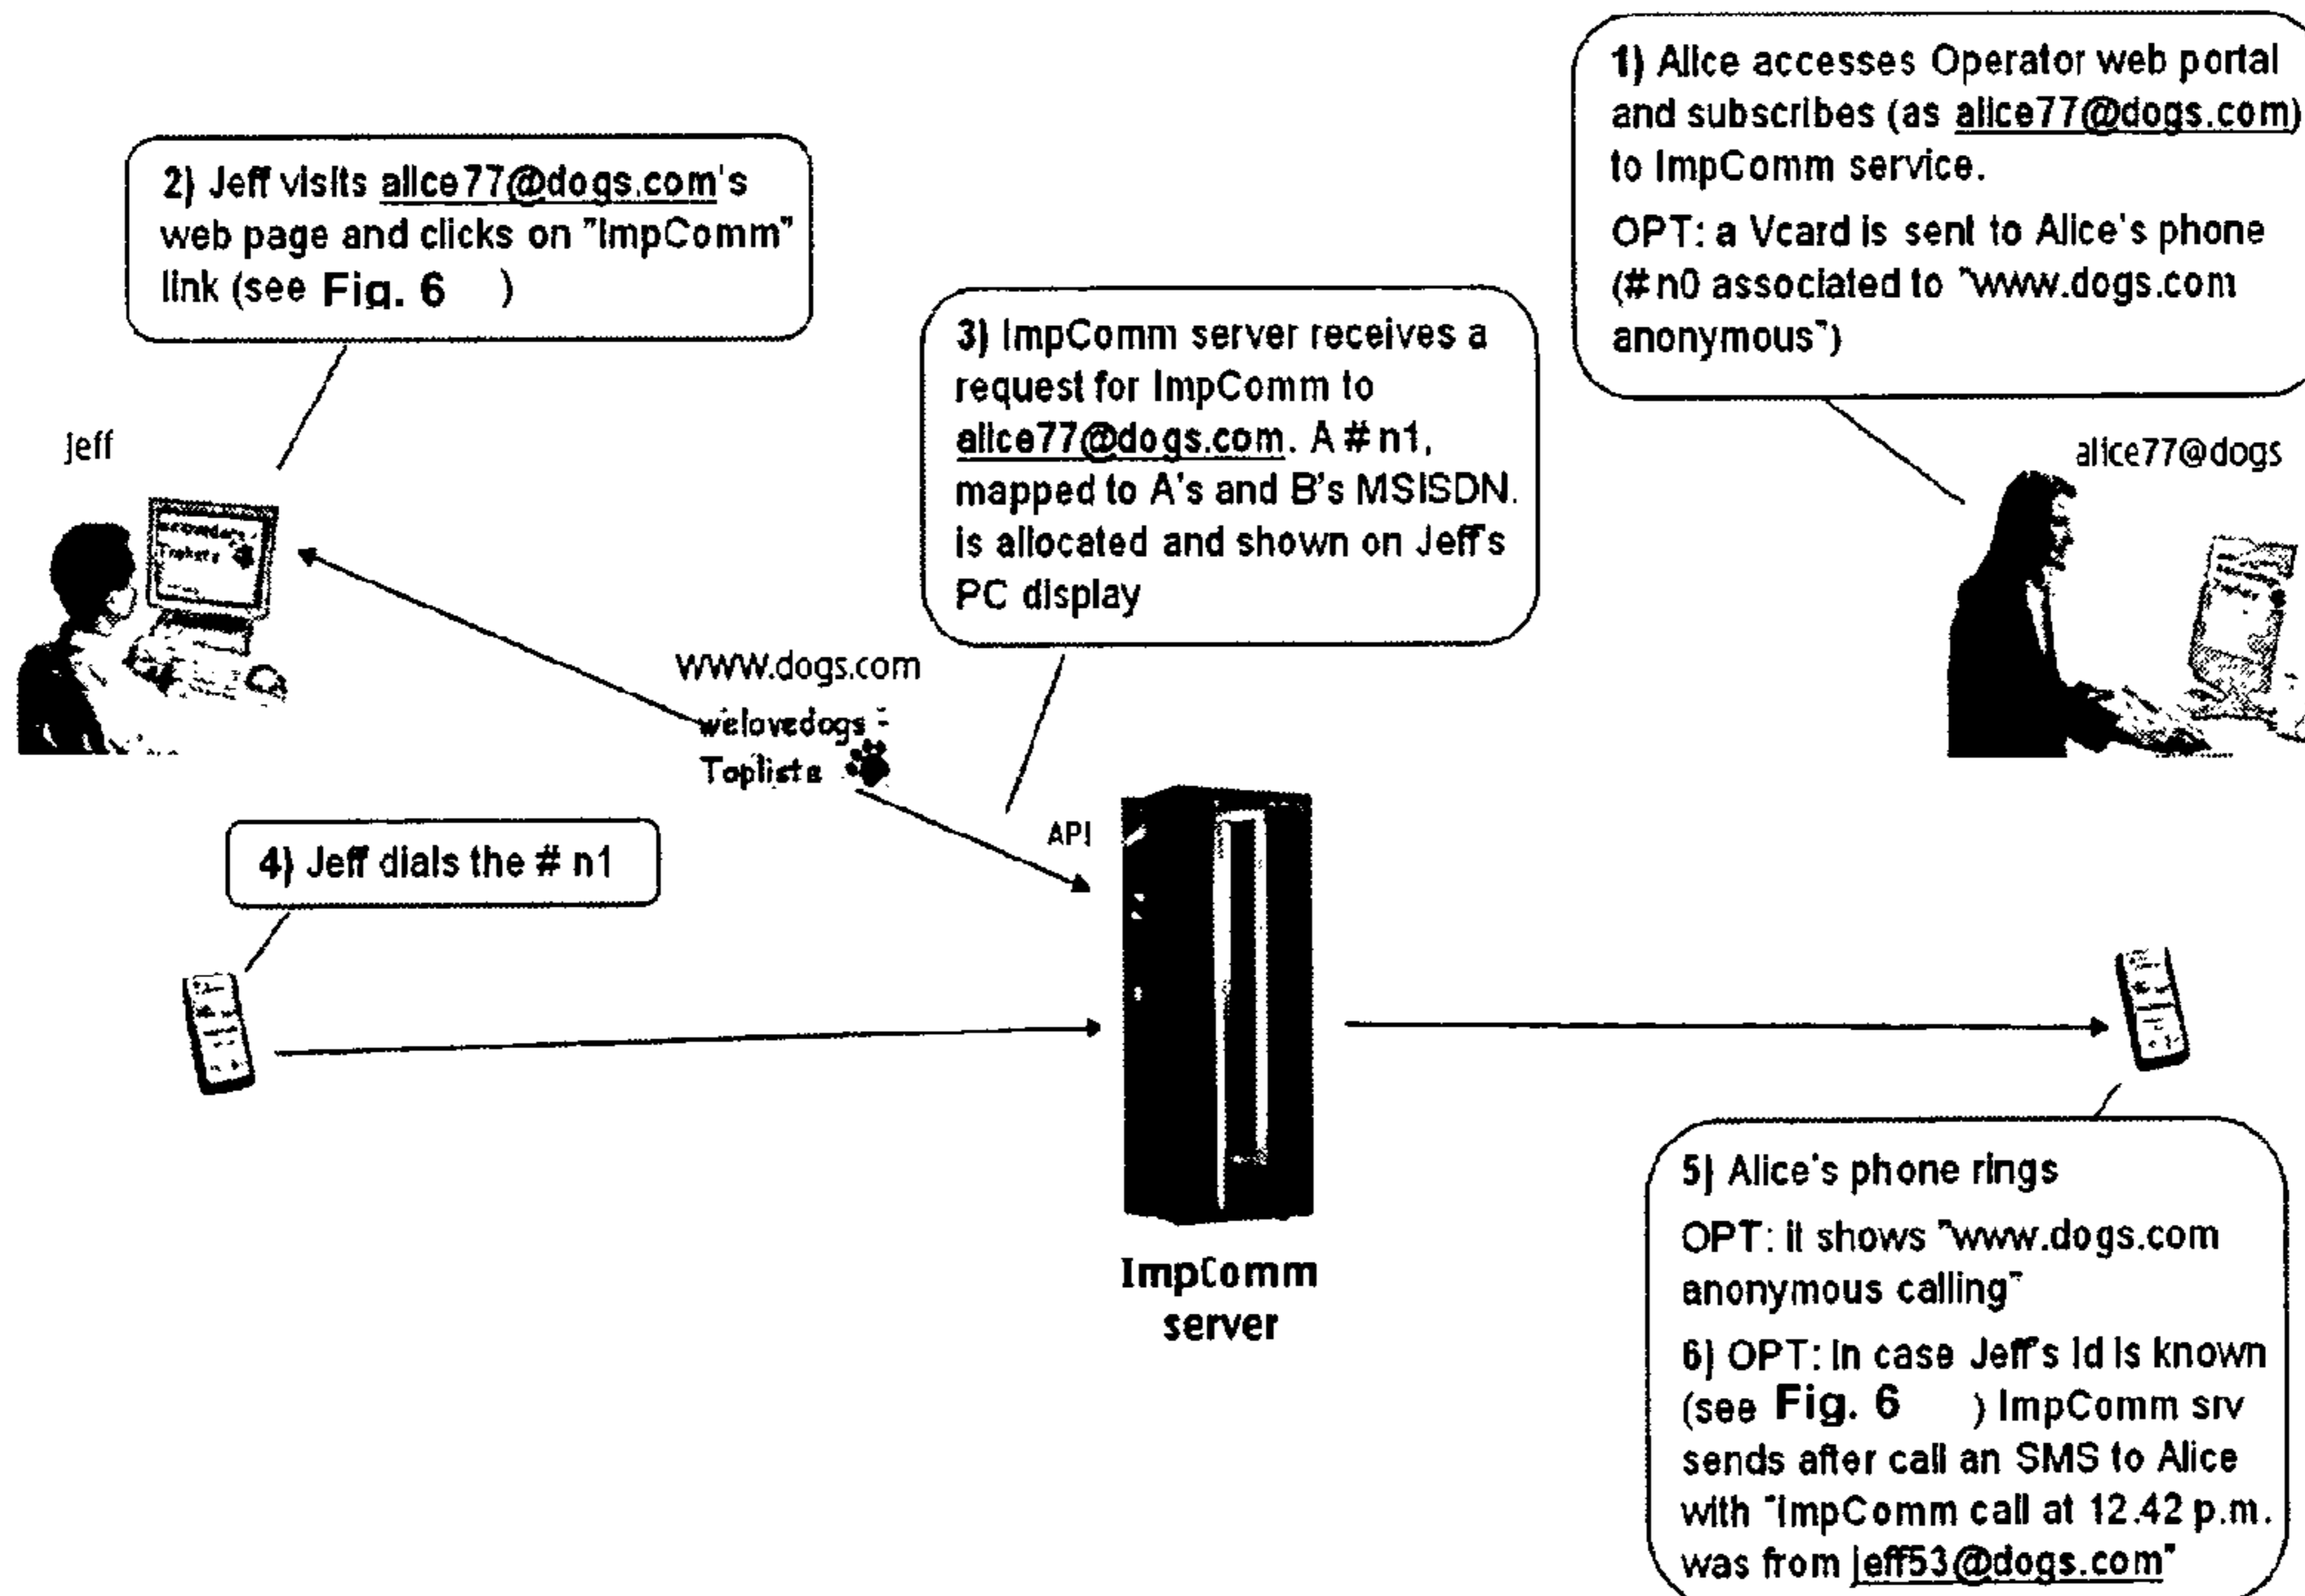 1) Alice accesses Operator web portal
and subscribes (as alice77@dogs.com)
to ImpComm service.
OPT: a Vcard is sent to Alice's phone
(# n0 associated to "www.dogs.com
anonymous")
2) Jeff visits alice77@dogs.com's
web page and clicks on "ImpComm"
link (see Fig. 6 )
3) ImpComm server receives a
request for ImpComm to
alice77@dogs.com. A # n1,
mapped to A's and B's MSISDN.
is allocated and shown on Jeff's
PC display
Jeff
alice77@dogs
www.dogs.com
welovedogs -
Toplista
API
4) Jeff dials the # n1
ImpComm
server
5) Alice's phone rings
OPT: it shows "www.dogs.com
anonymous calling"
6) OPT: in case Jeff's id is known
(see Fig. 6 ) ImpComm srv
sends after call an SMS to Alice
with "ImpComm call at 12.42 p.m.
was from jeff53@dogs.com"